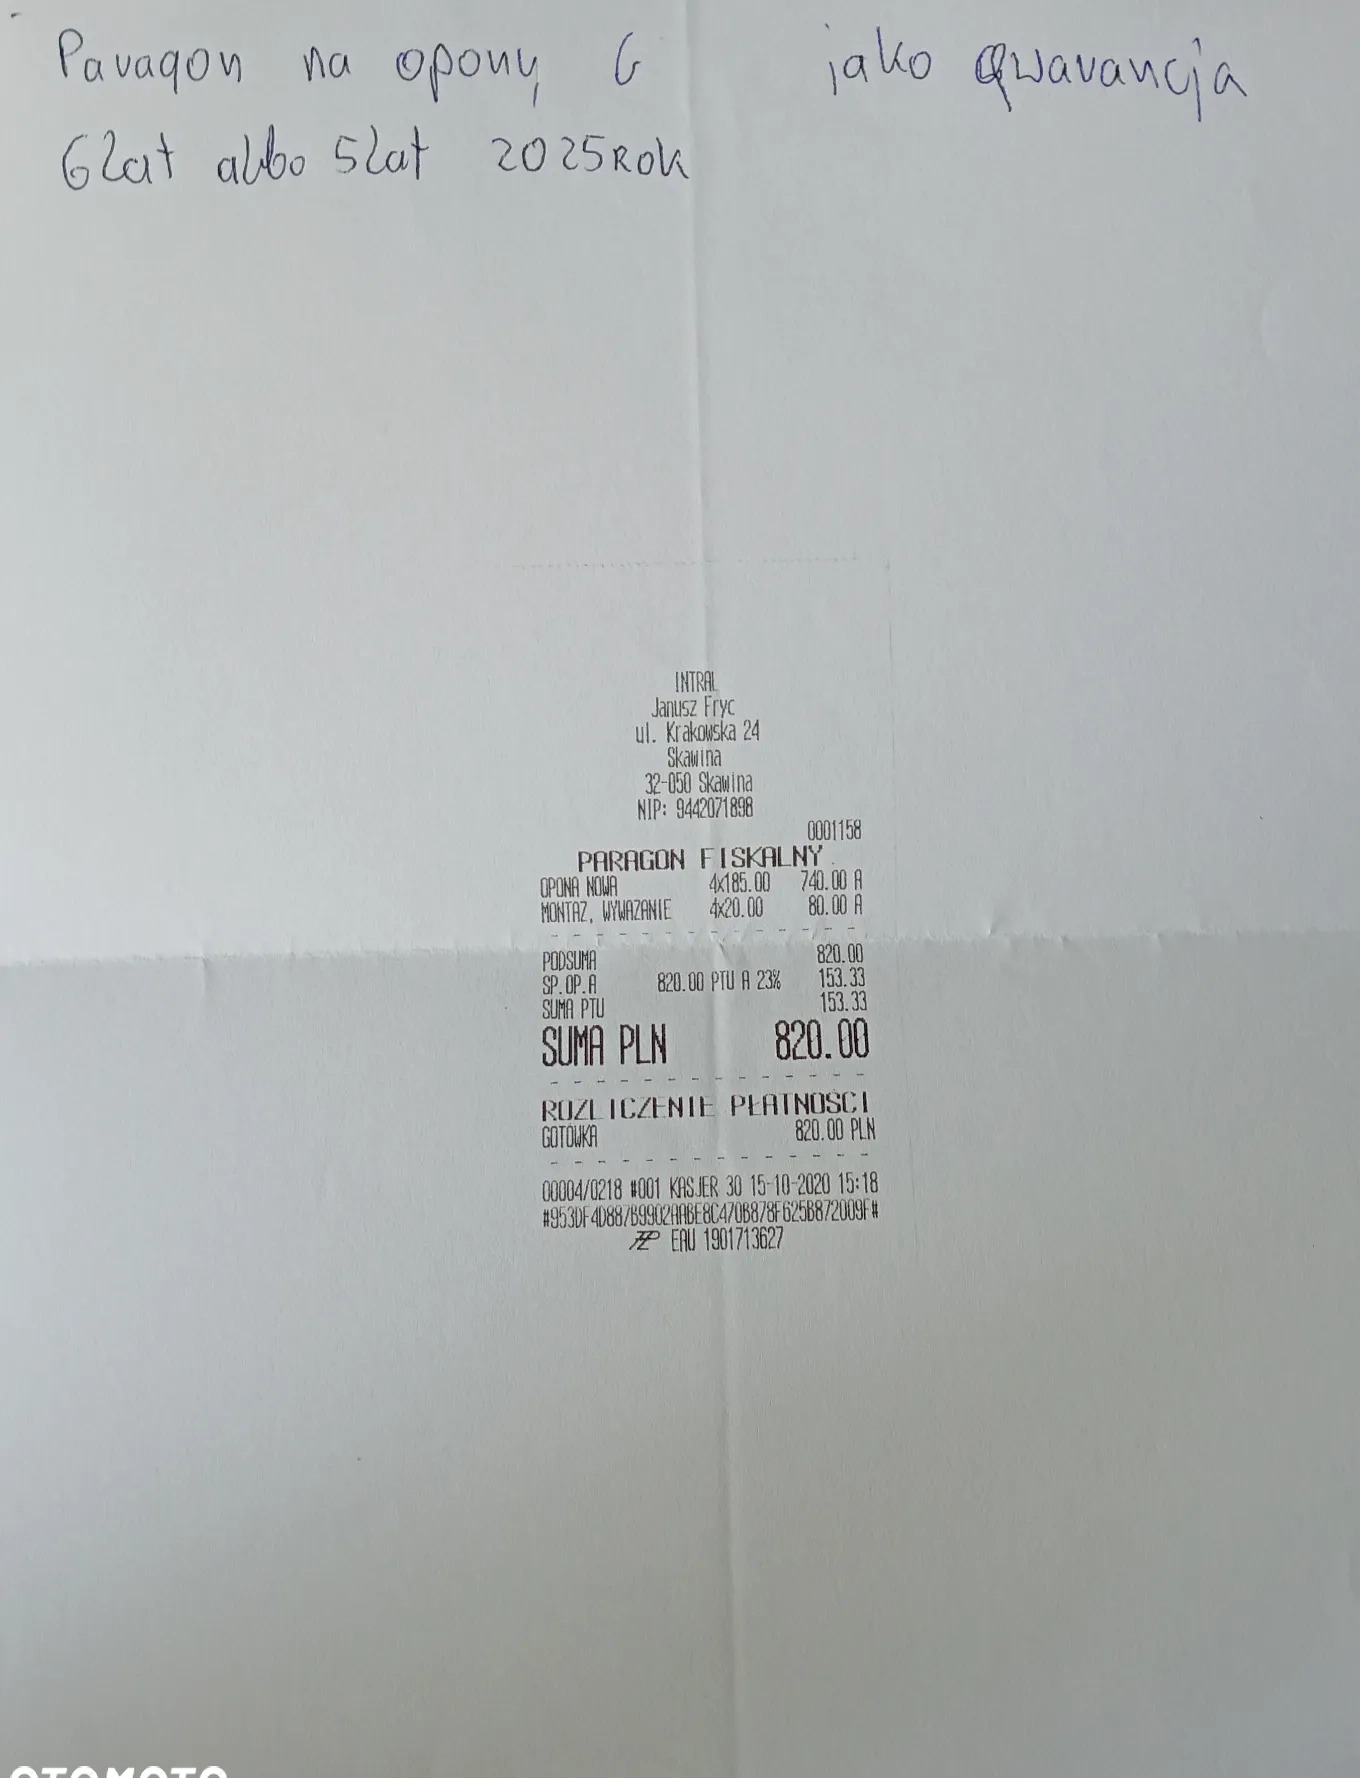 Paragon na opony 6 jako gwarancja
6lat albo 5lat 2025ROK
INTRAL
Janusz Fryc
ul. Krakowska 24
Skawina
32-050 Skawina
NIP: 9442071898
0001158
PARAGON FISKALNY
OPONA NOWA 4x185.00 740.00 A
MONTAZ, WYWAZANIE 4x20.00 80.00 A
PODSUMA 820.00
SP.OP.A 820.00 PTU A 23% 153.33
SUMA PTU 153.33
SUMA PLN 820.00
ROZLICZENIE PŁATNOŚCI
GOTÓWKA 820.00 PLN
00004/0218 #001 KASJER 30 15-10-2020 15:18
EAU 1901713627
OTOMOTO